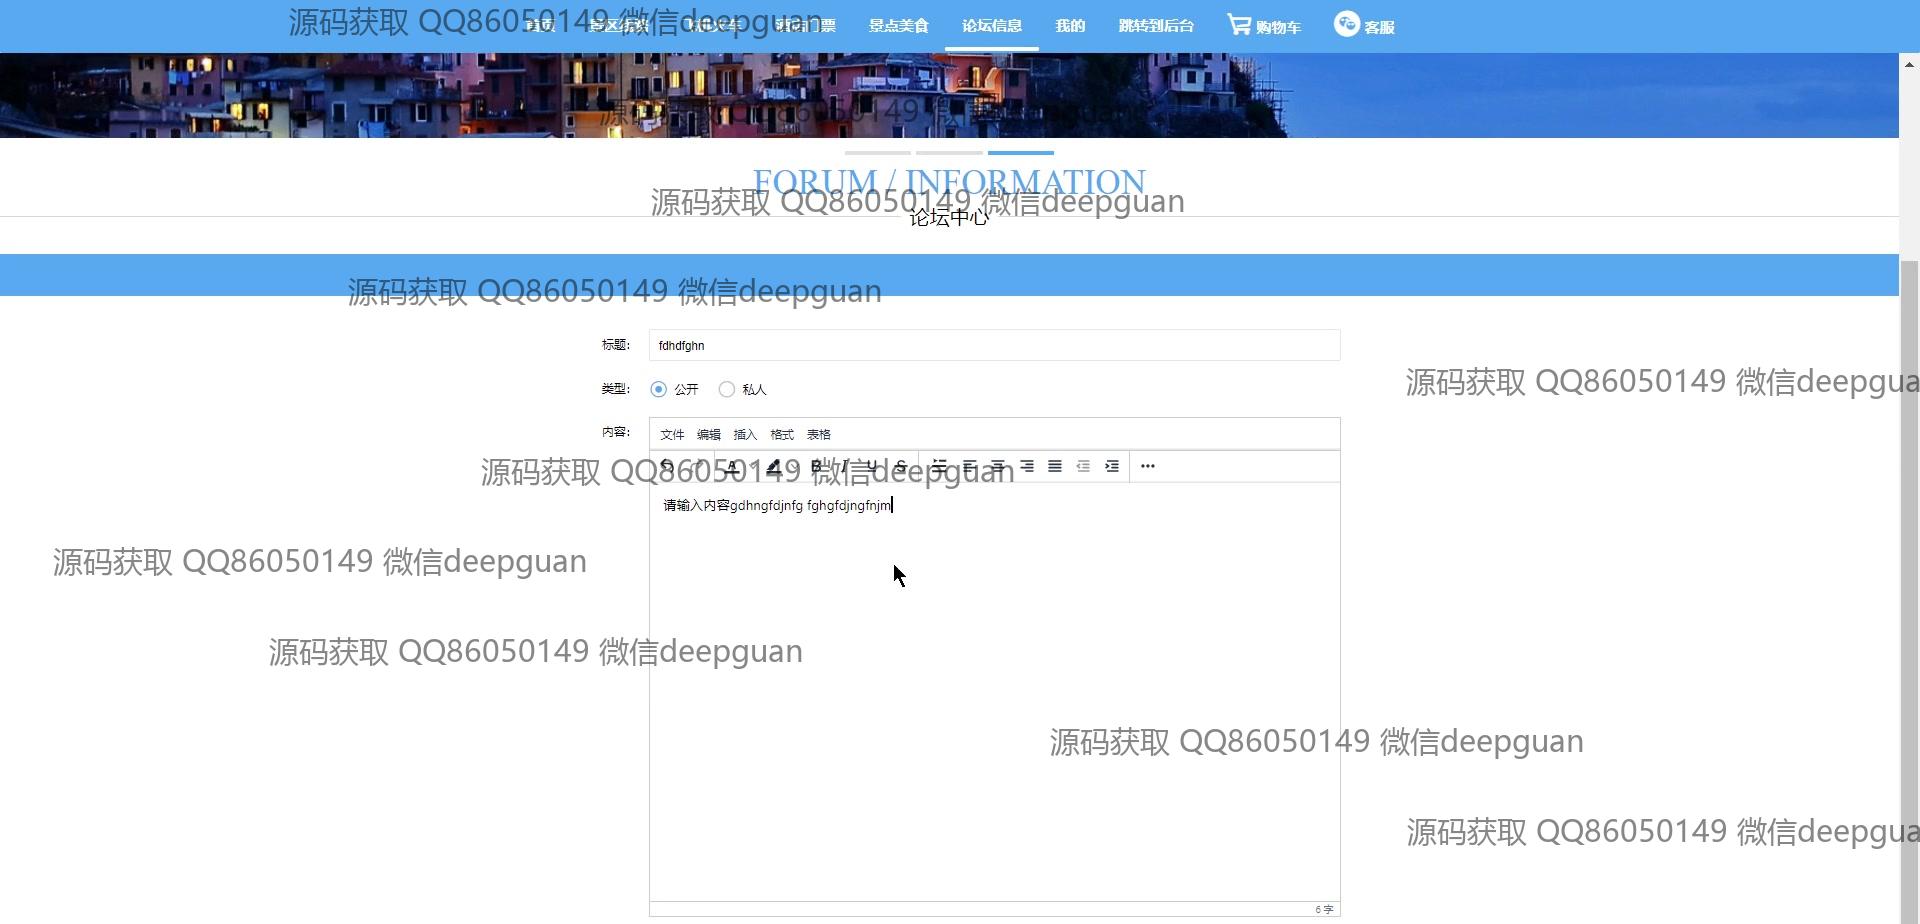 源码获取 QQ86050149 微信deepguan
首页 景点美食 论坛信息 我的 跳转到后台 购物车 客服
源码获取 QQ86050149 微信deepguan
FORUM / INFORMATION
源码获取 QQ86050149 微信deepguan
论坛中心
源码获取 QQ86050149 微信deepguan
标题: fdhdfghn
源码获取 QQ86050149 微信deepgua
类型: 公开 私人
内容: 文件 编辑 插入 格式 表格
源码获取 QQ86050149 微信deepguan
请输入内容gdhngfdjnfg fghgfdjngfnjm
源码获取 QQ86050149 微信deepguan
源码获取 QQ86050149 微信deepguan
源码获取 QQ86050149 微信deepguan
源码获取 QQ86050149 微信deepgua
6 字